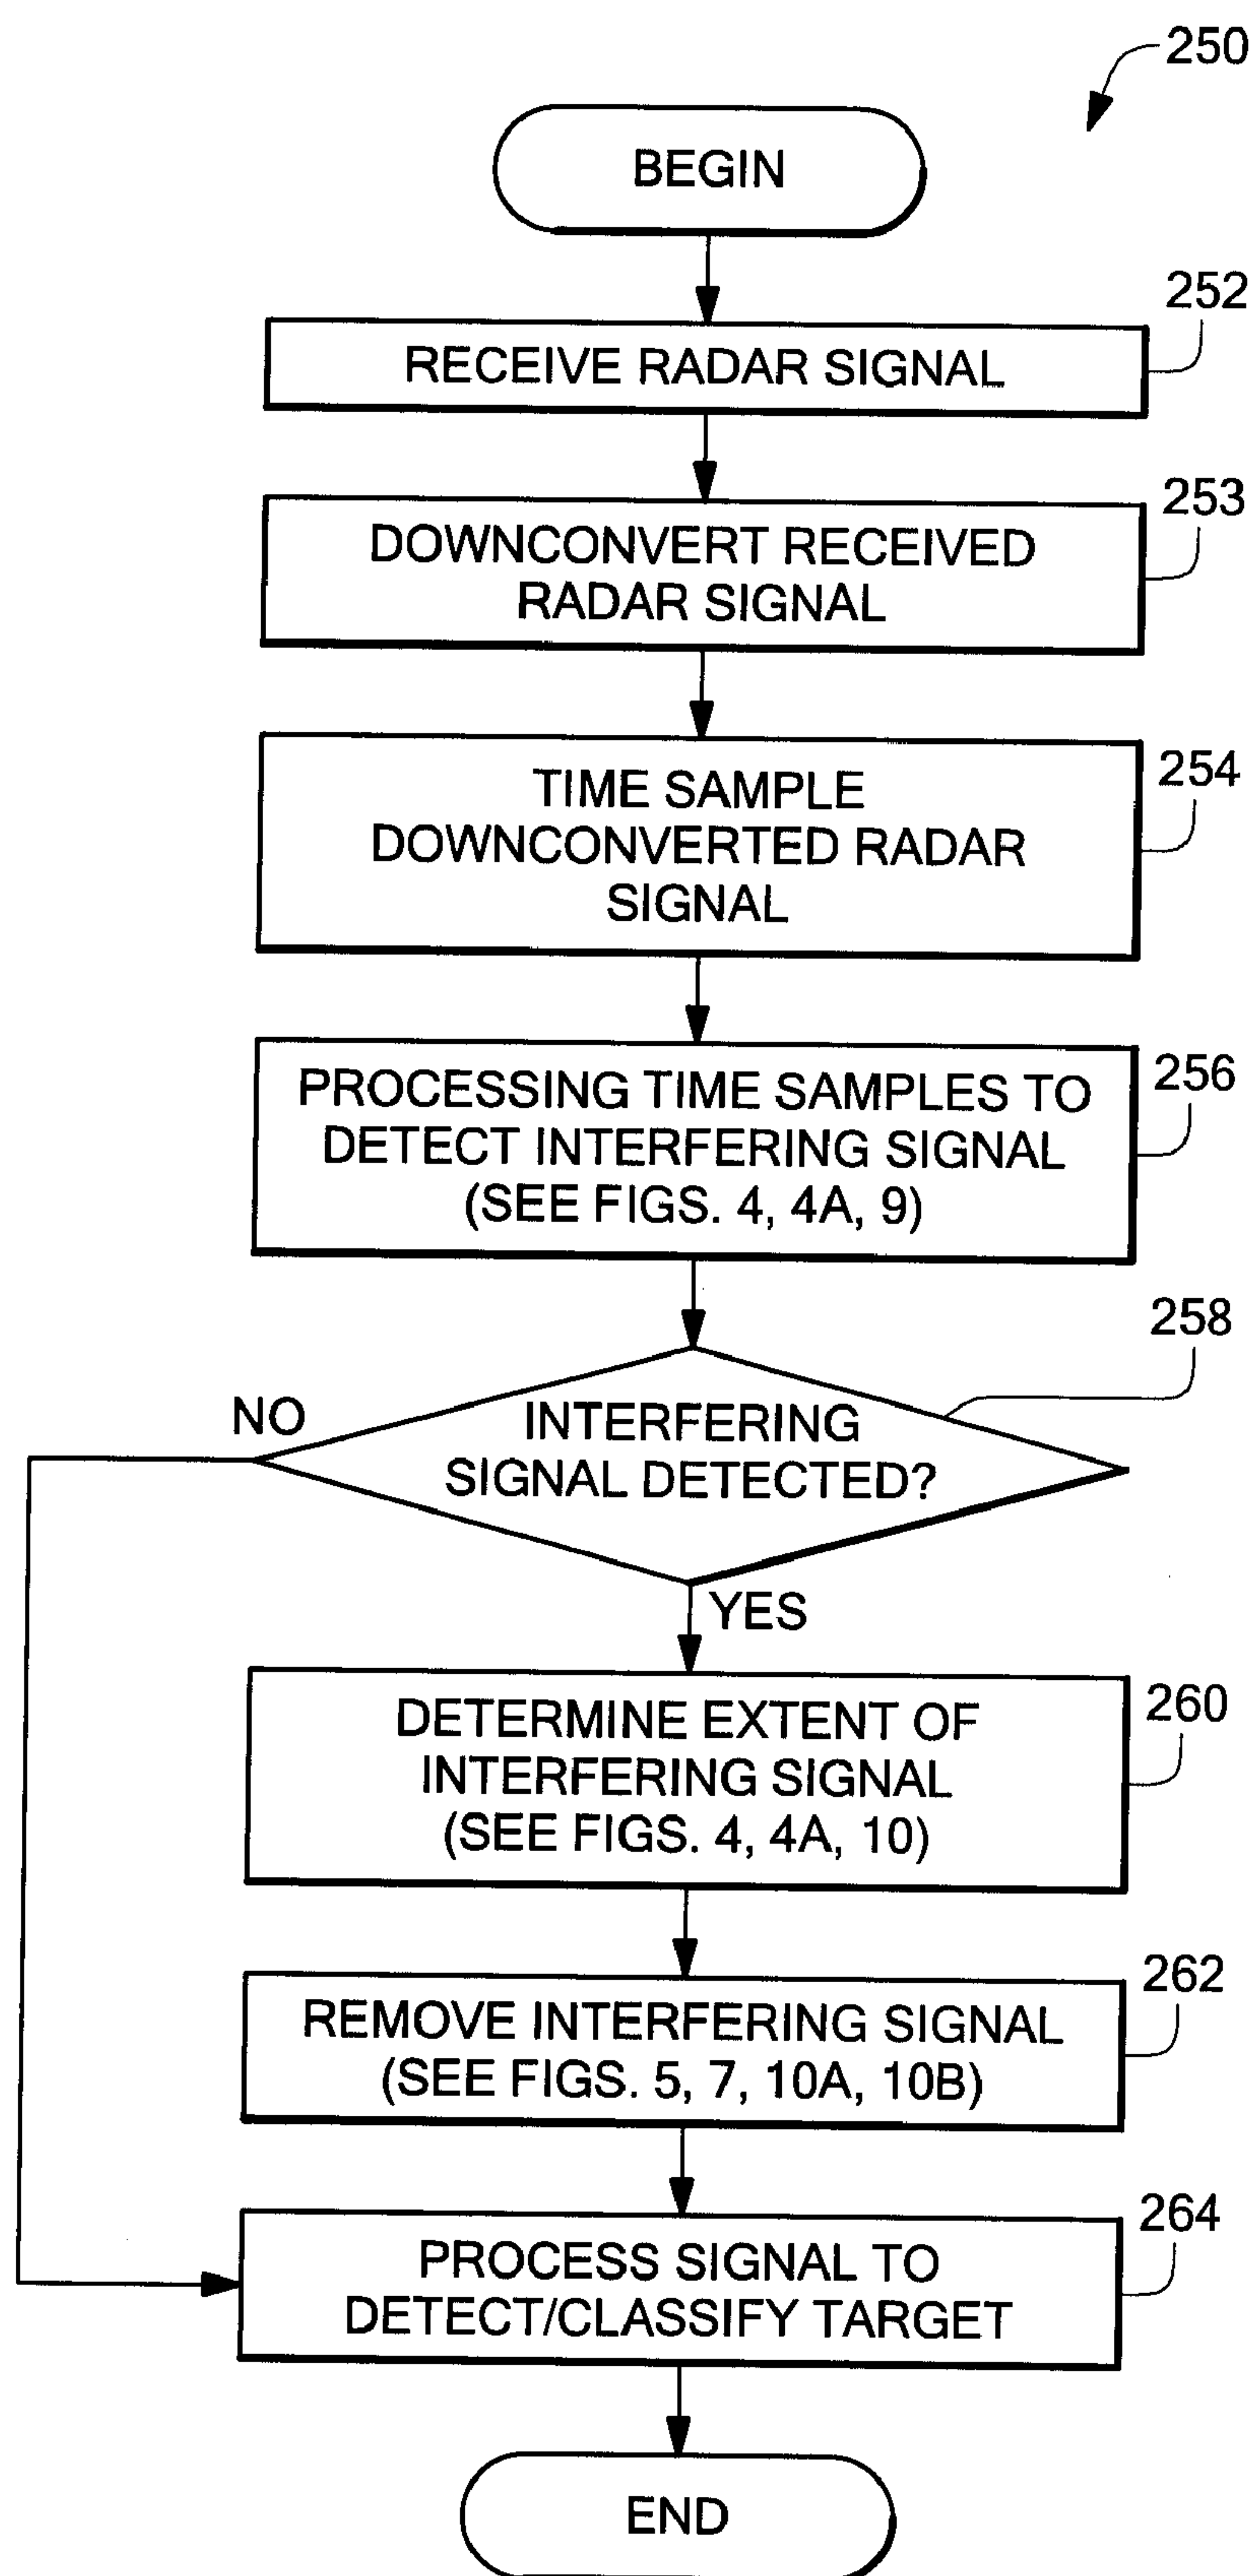 250
BEGIN
252
RECEIVE RADAR SIGNAL
253
DOWNCONVERT RECEIVED
RADAR SIGNAL
254
TIME SAMPLE
DOWNCONVERTED RADAR
SIGNAL
256
PROCESSING TIME SAMPLES TO
DETECT INTERFERING SIGNAL
(SEE FIGS. 4, 4A, 9)
258
NO
INTERFERING
SIGNAL DETECTED?
YES
260
DETERMINE EXTENT OF
INTERFERING SIGNAL
(SEE FIGS. 4, 4A, 10)
262
REMOVE INTERFERING SIGNAL
(SEE FIGS. 5, 7, 10A, 10B)
264
PROCESS SIGNAL TO
DETECT/CLASSIFY TARGET
END